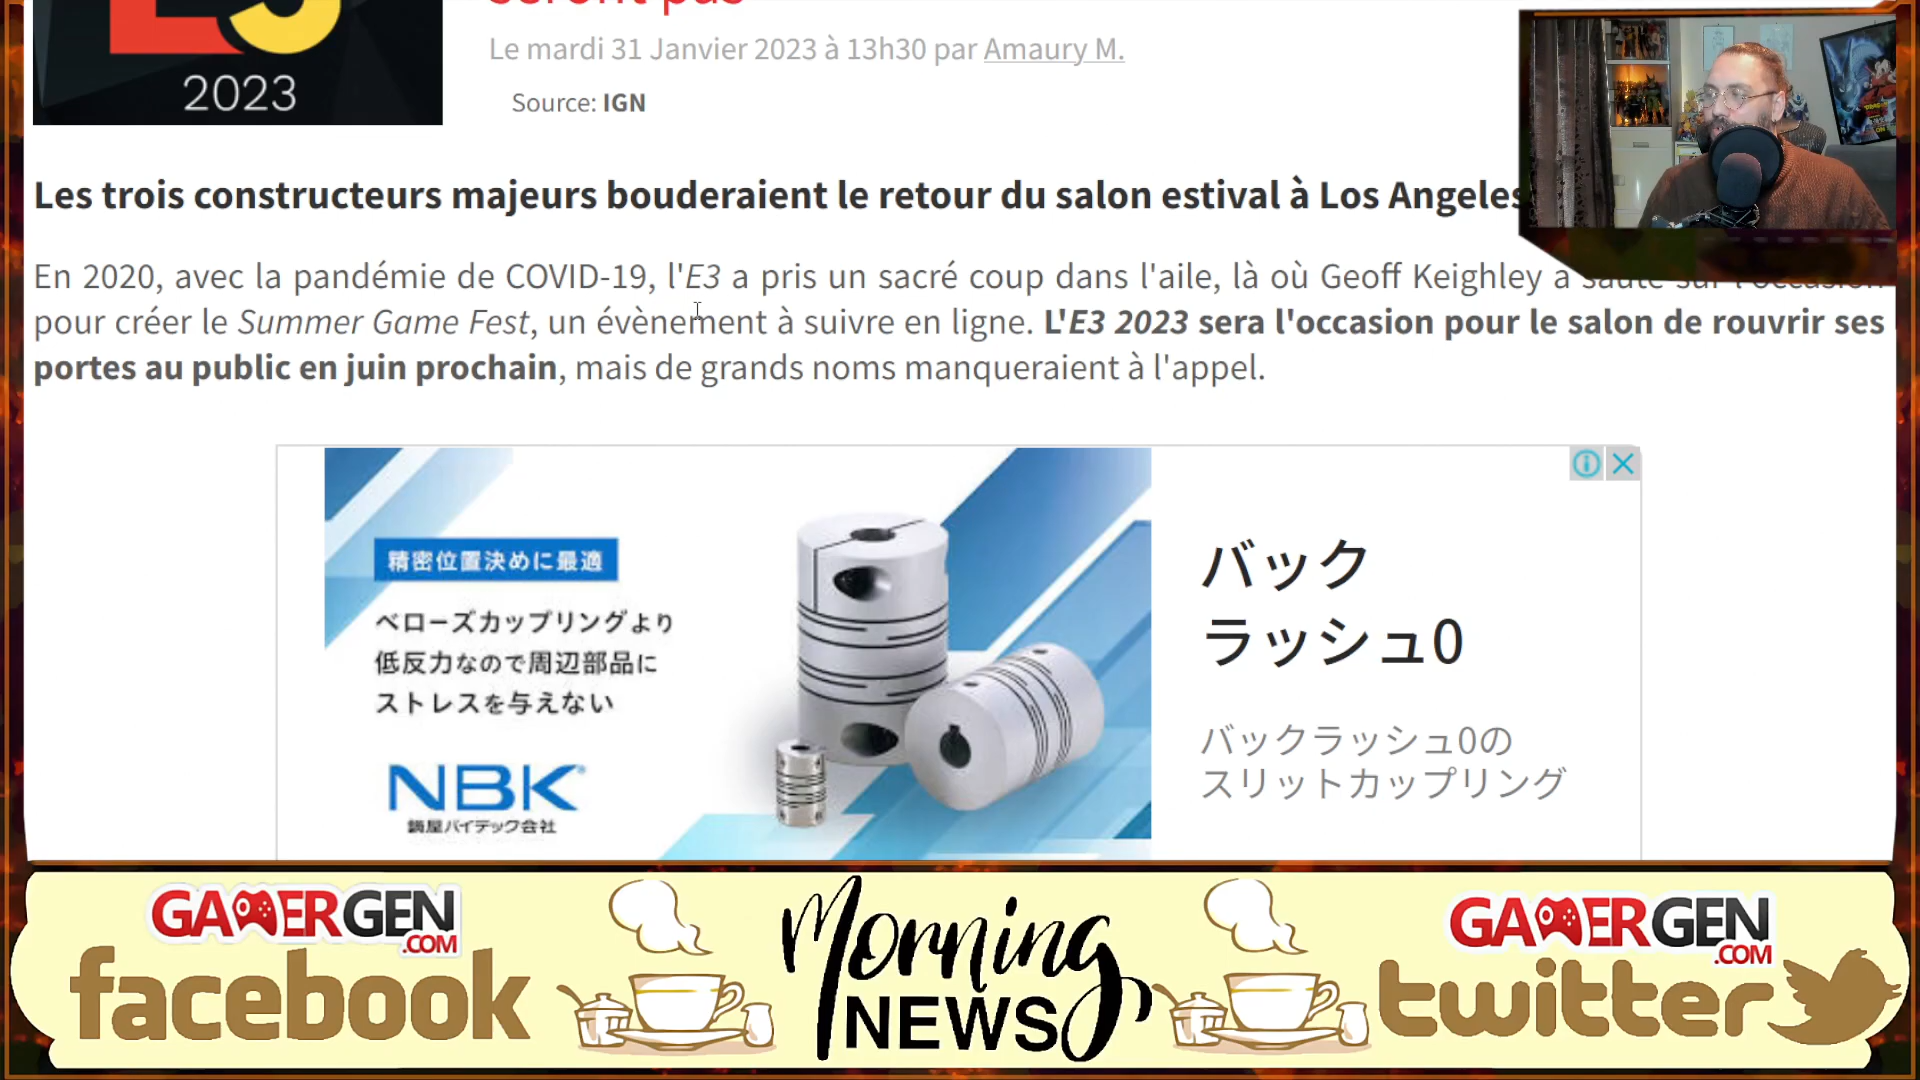 2023
Le mardi 31 Janvier 2023 à 13h30 par Amaury M.
Source: IGN
Les trois constructeurs majeurs bouderaient le retour du salon estival à Los Angeles
En 2020, avec la pandémie de COVID-19, l'E3 a pris un sacré coup dans l'aile, là où Geoff Keighley a sauté sur l'occasion
pour créer le Summer Game Fest, un évènement à suivre en ligne. L'E3 2023 sera l'occasion pour le salon de rouvrir ses
portes au public en juin prochain, mais de grands noms manqueraient à l'appel.
精密位置決めに最適
ベローズカップリングより
低反力なので周辺部品に
ストレスを与えない
NBK
鍋屋バイテック会社
バック
ラッシュ0
バックラッシュ0の
スリットカップリング
GAMERGEN
.COM
facebook
Morning
NEWS
GAMERGEN
.COM
twitter